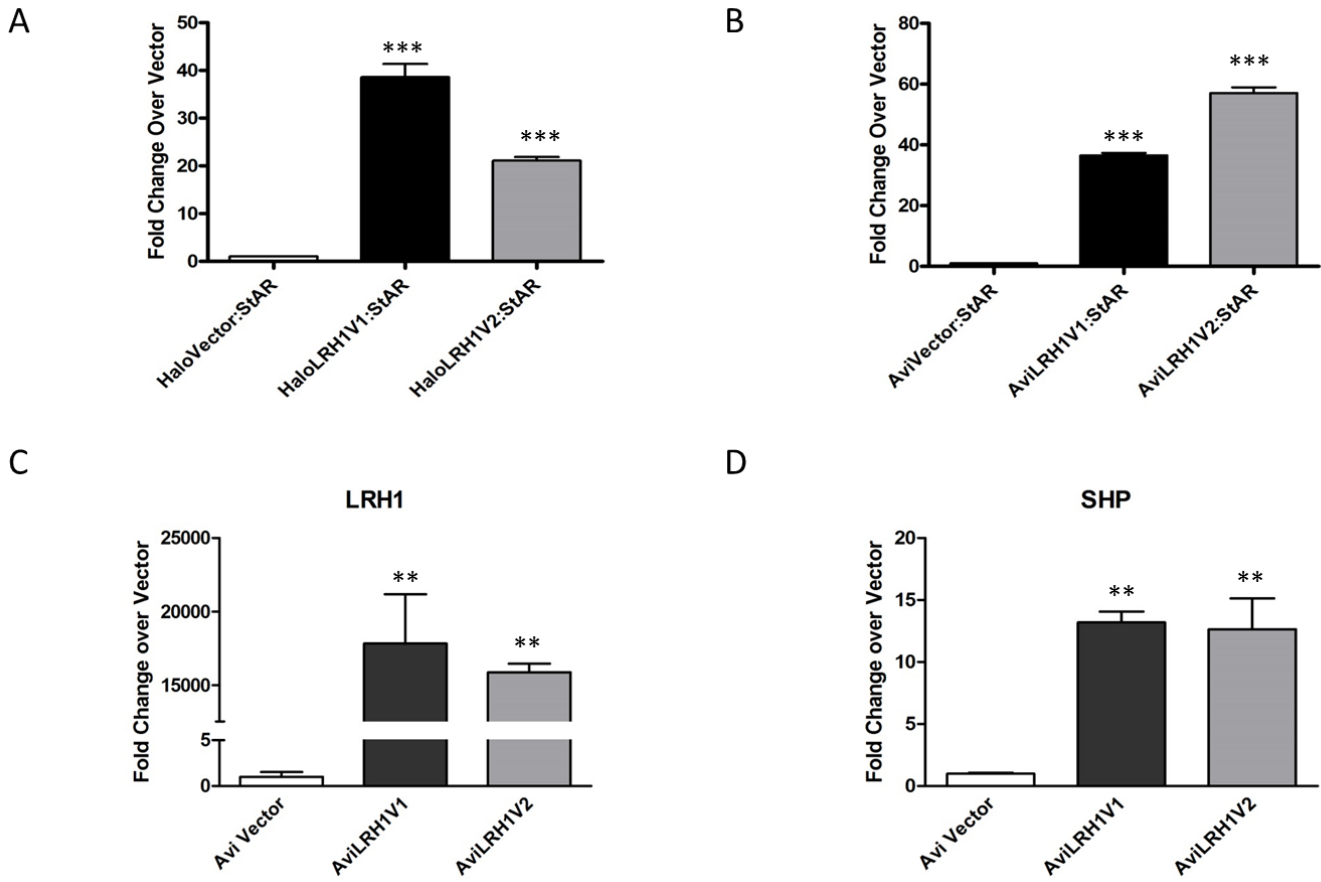 A
Fold Change Over Vector
50
40
30
20
10
0
***
***
HaloVector:StAR
HaloLRH1V1:StAR
HaloLRH1V2:StAR
B
Fold Change Over Vector
80
60
40
20
0
***
***
AviVector:StAR
AviLRH1V1:StAR
AviLRH1V2:StAR
C
LRH1
Fold Change over Vector
25000
20000
15000
5
0
**
**
Avi Vector
AviLRH1V1
AviLRH1V2
D
SHP
Fold Change over Vector
20
15
10
5
0
**
**
Avi Vector
AviLRH1V1
AviLRH1V2